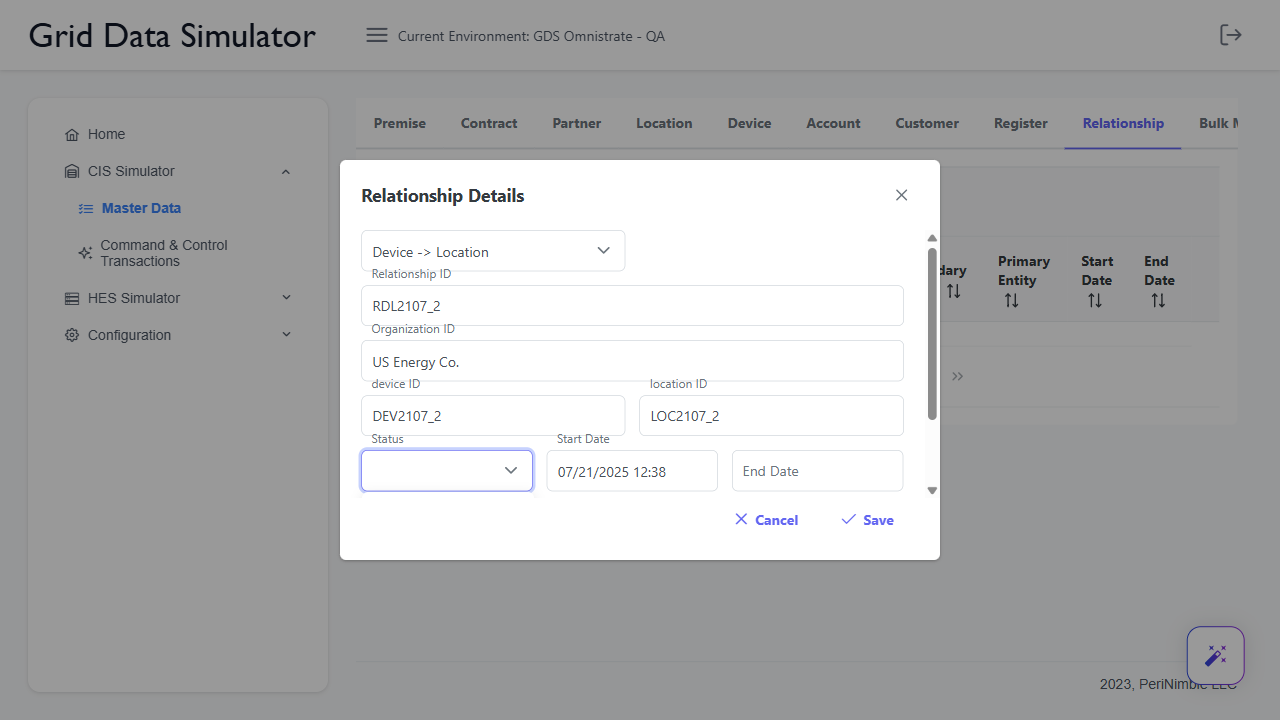 Grid Data Simulator
Current Environment: GDS Omnistrate - QA
Home
CIS Simulator
Master Data
Command & Control
Transactions
HES Simulator
Configuration
Premise
Contract
Partner
Location
Device
Account
Customer
Register
Relationship
Bulk
Relationship Details
Device -> Location
Relationship ID
RDL2107_2
Organization ID
US Energy Co.
device ID
DEV2107_2
location ID
LOC2107_2
Status
Start Date
07/21/2025 12:38
End Date
Cancel
Save
dary
Primary
Entity
Start
Date
End
Date
2023, PeriNimble LLC